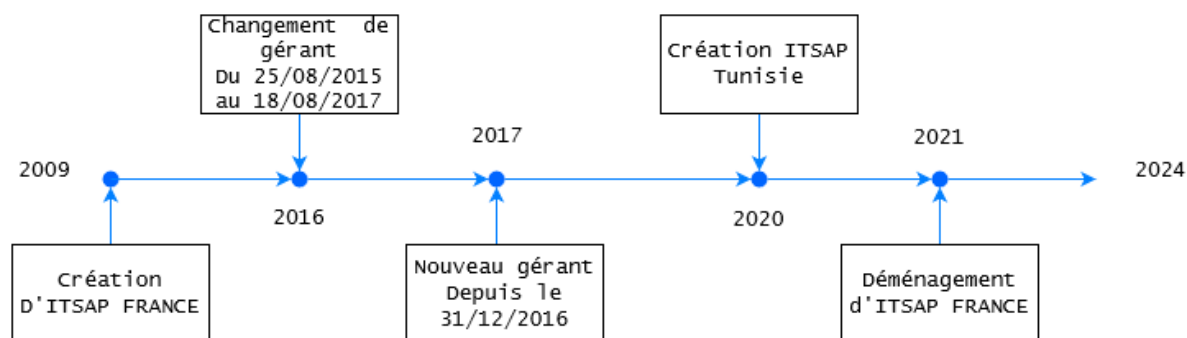 Changement de
gérant
Du 25/08/2015
au 18/08/2017
Création ITSAP
Tunisie
2017
2021
2009
2024
2016
2020
Création
D'ITSAP FRANCE
Nouveau gérant
Depuis le
31/12/2016
Déménagement
d'ITSAP FRANCE